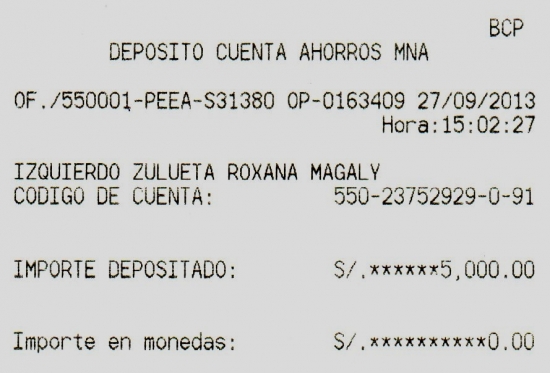 BCP
DEPOSITO CUENTA AHORROS MNA
OF./550001-PEEA-S31380 OP-0163409 27/09/2013
Hora:15:02:27
IZQUIERDO ZULUETA ROXANA MAGALY
CODIGO DE CUENTA: 550-23752929-0-91
IMPORTE DEPOSITADO: S/.******5,000.00
Importe en monedas: S/.**********0.00